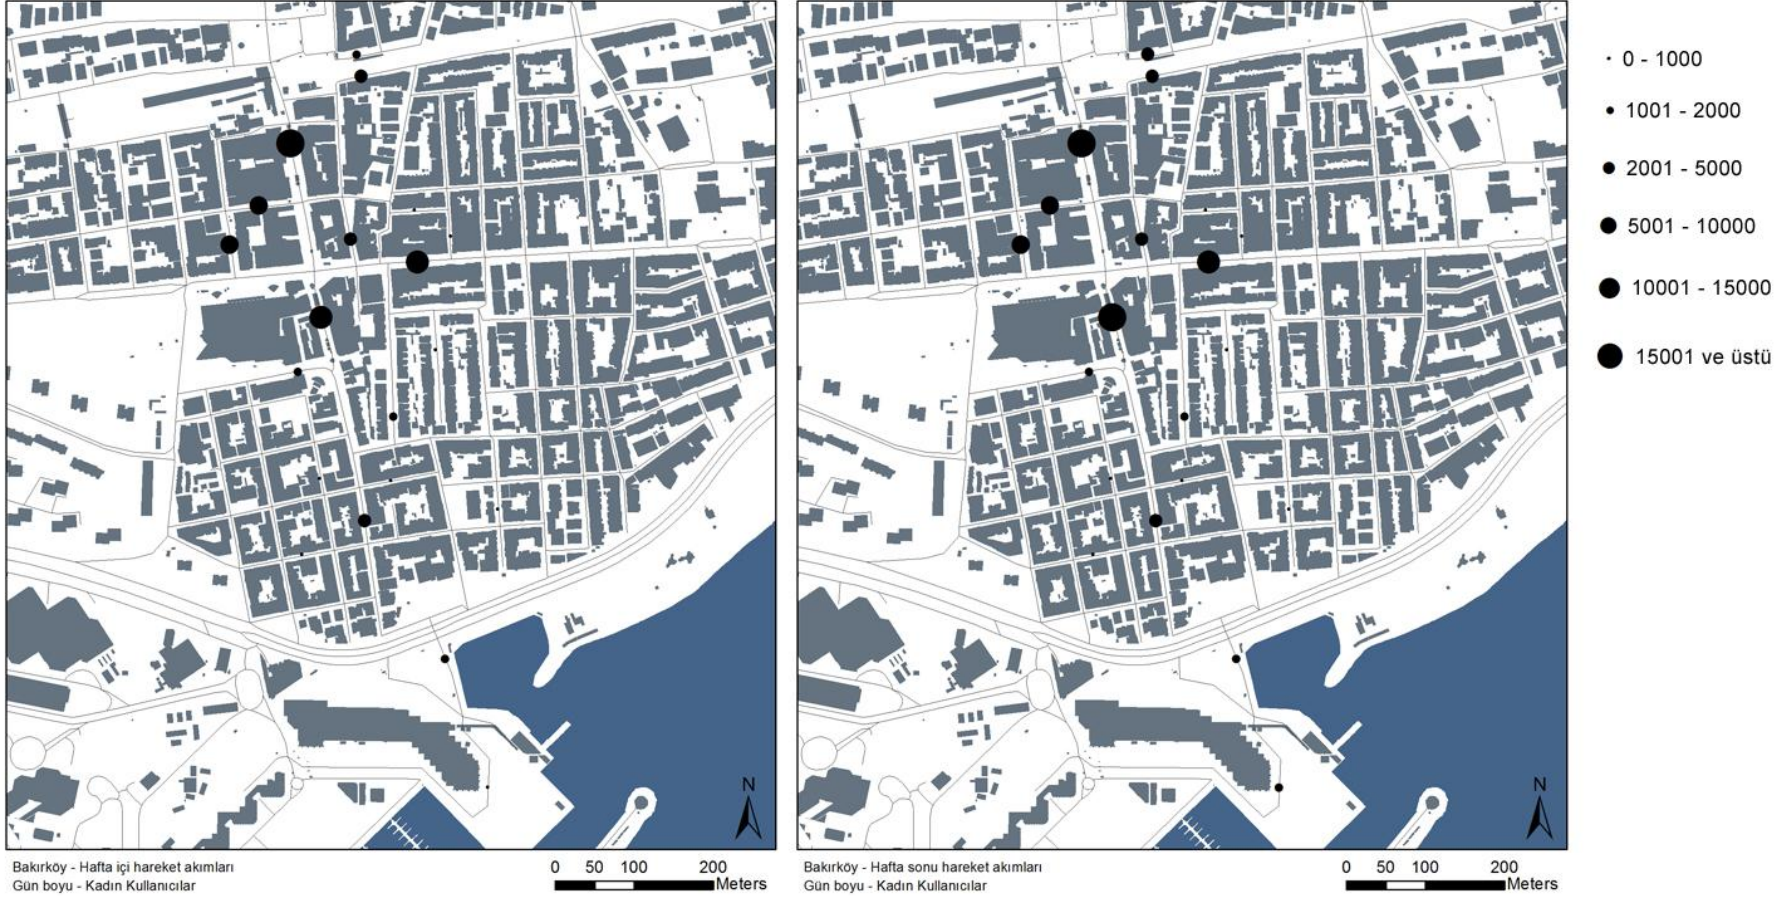 0 - 1000
1001 - 2000
2001 - 5000
5001 - 10000
10001 - 15000
15001 ve üstü
N
Bakırköy - Hafta içi hareket akımları
Gün boyu - Kadın Kullanıcılar
0 50 100 200
Meters
N
Bakırköy - Hafta sonu hareket akımları
Gün boyu - Kadın Kullanıcılar
0 50 100 200
Meters